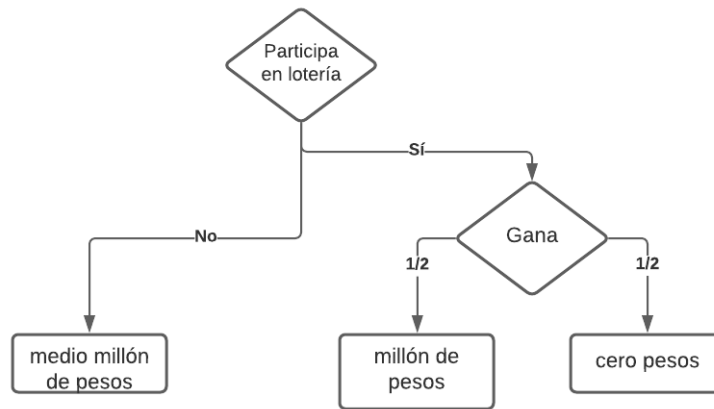 Participa
en lotería
Sí
No
Gana
1/2
1/2
medio millón
de pesos
millón de
pesos
cero pesos